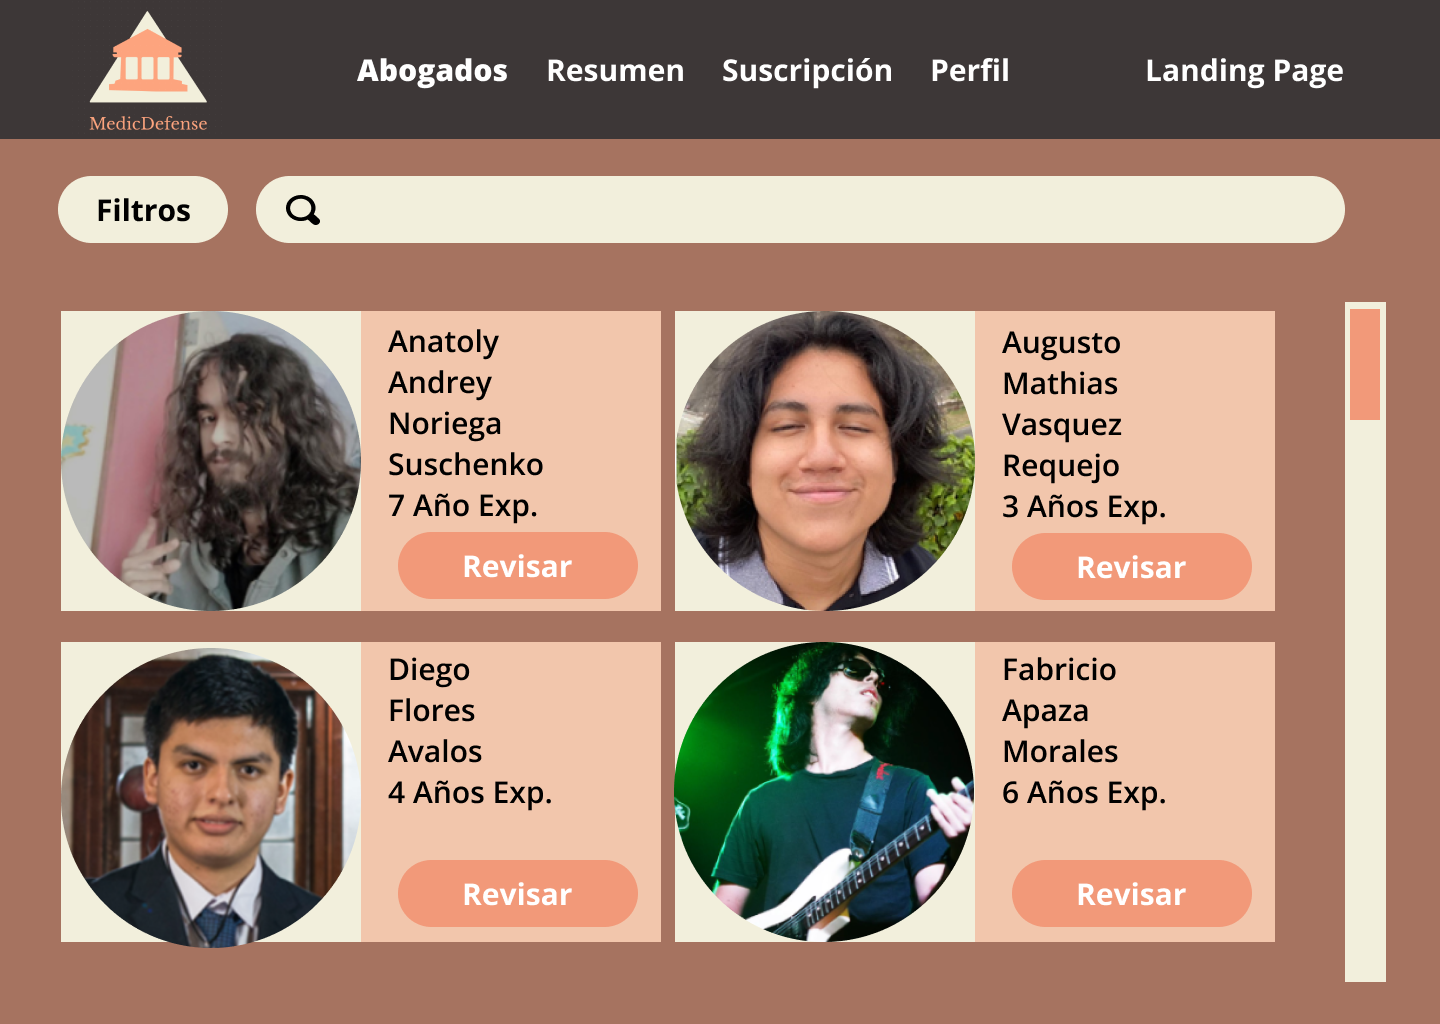 MedicDefense
Abogados
Resumen
Suscripción
Perfil
Landing Page
Filtros
Anatoly
Andrey
Noriega
Suschenko
7 Año Exp.
Revisar
Augusto
Mathias
Vasquez
Requejo
3 Años Exp.
Revisar
Diego
Flores
Avalos
4 Años Exp.
Revisar
Fabricio
Apaza
Morales
6 Años Exp.
Revisar